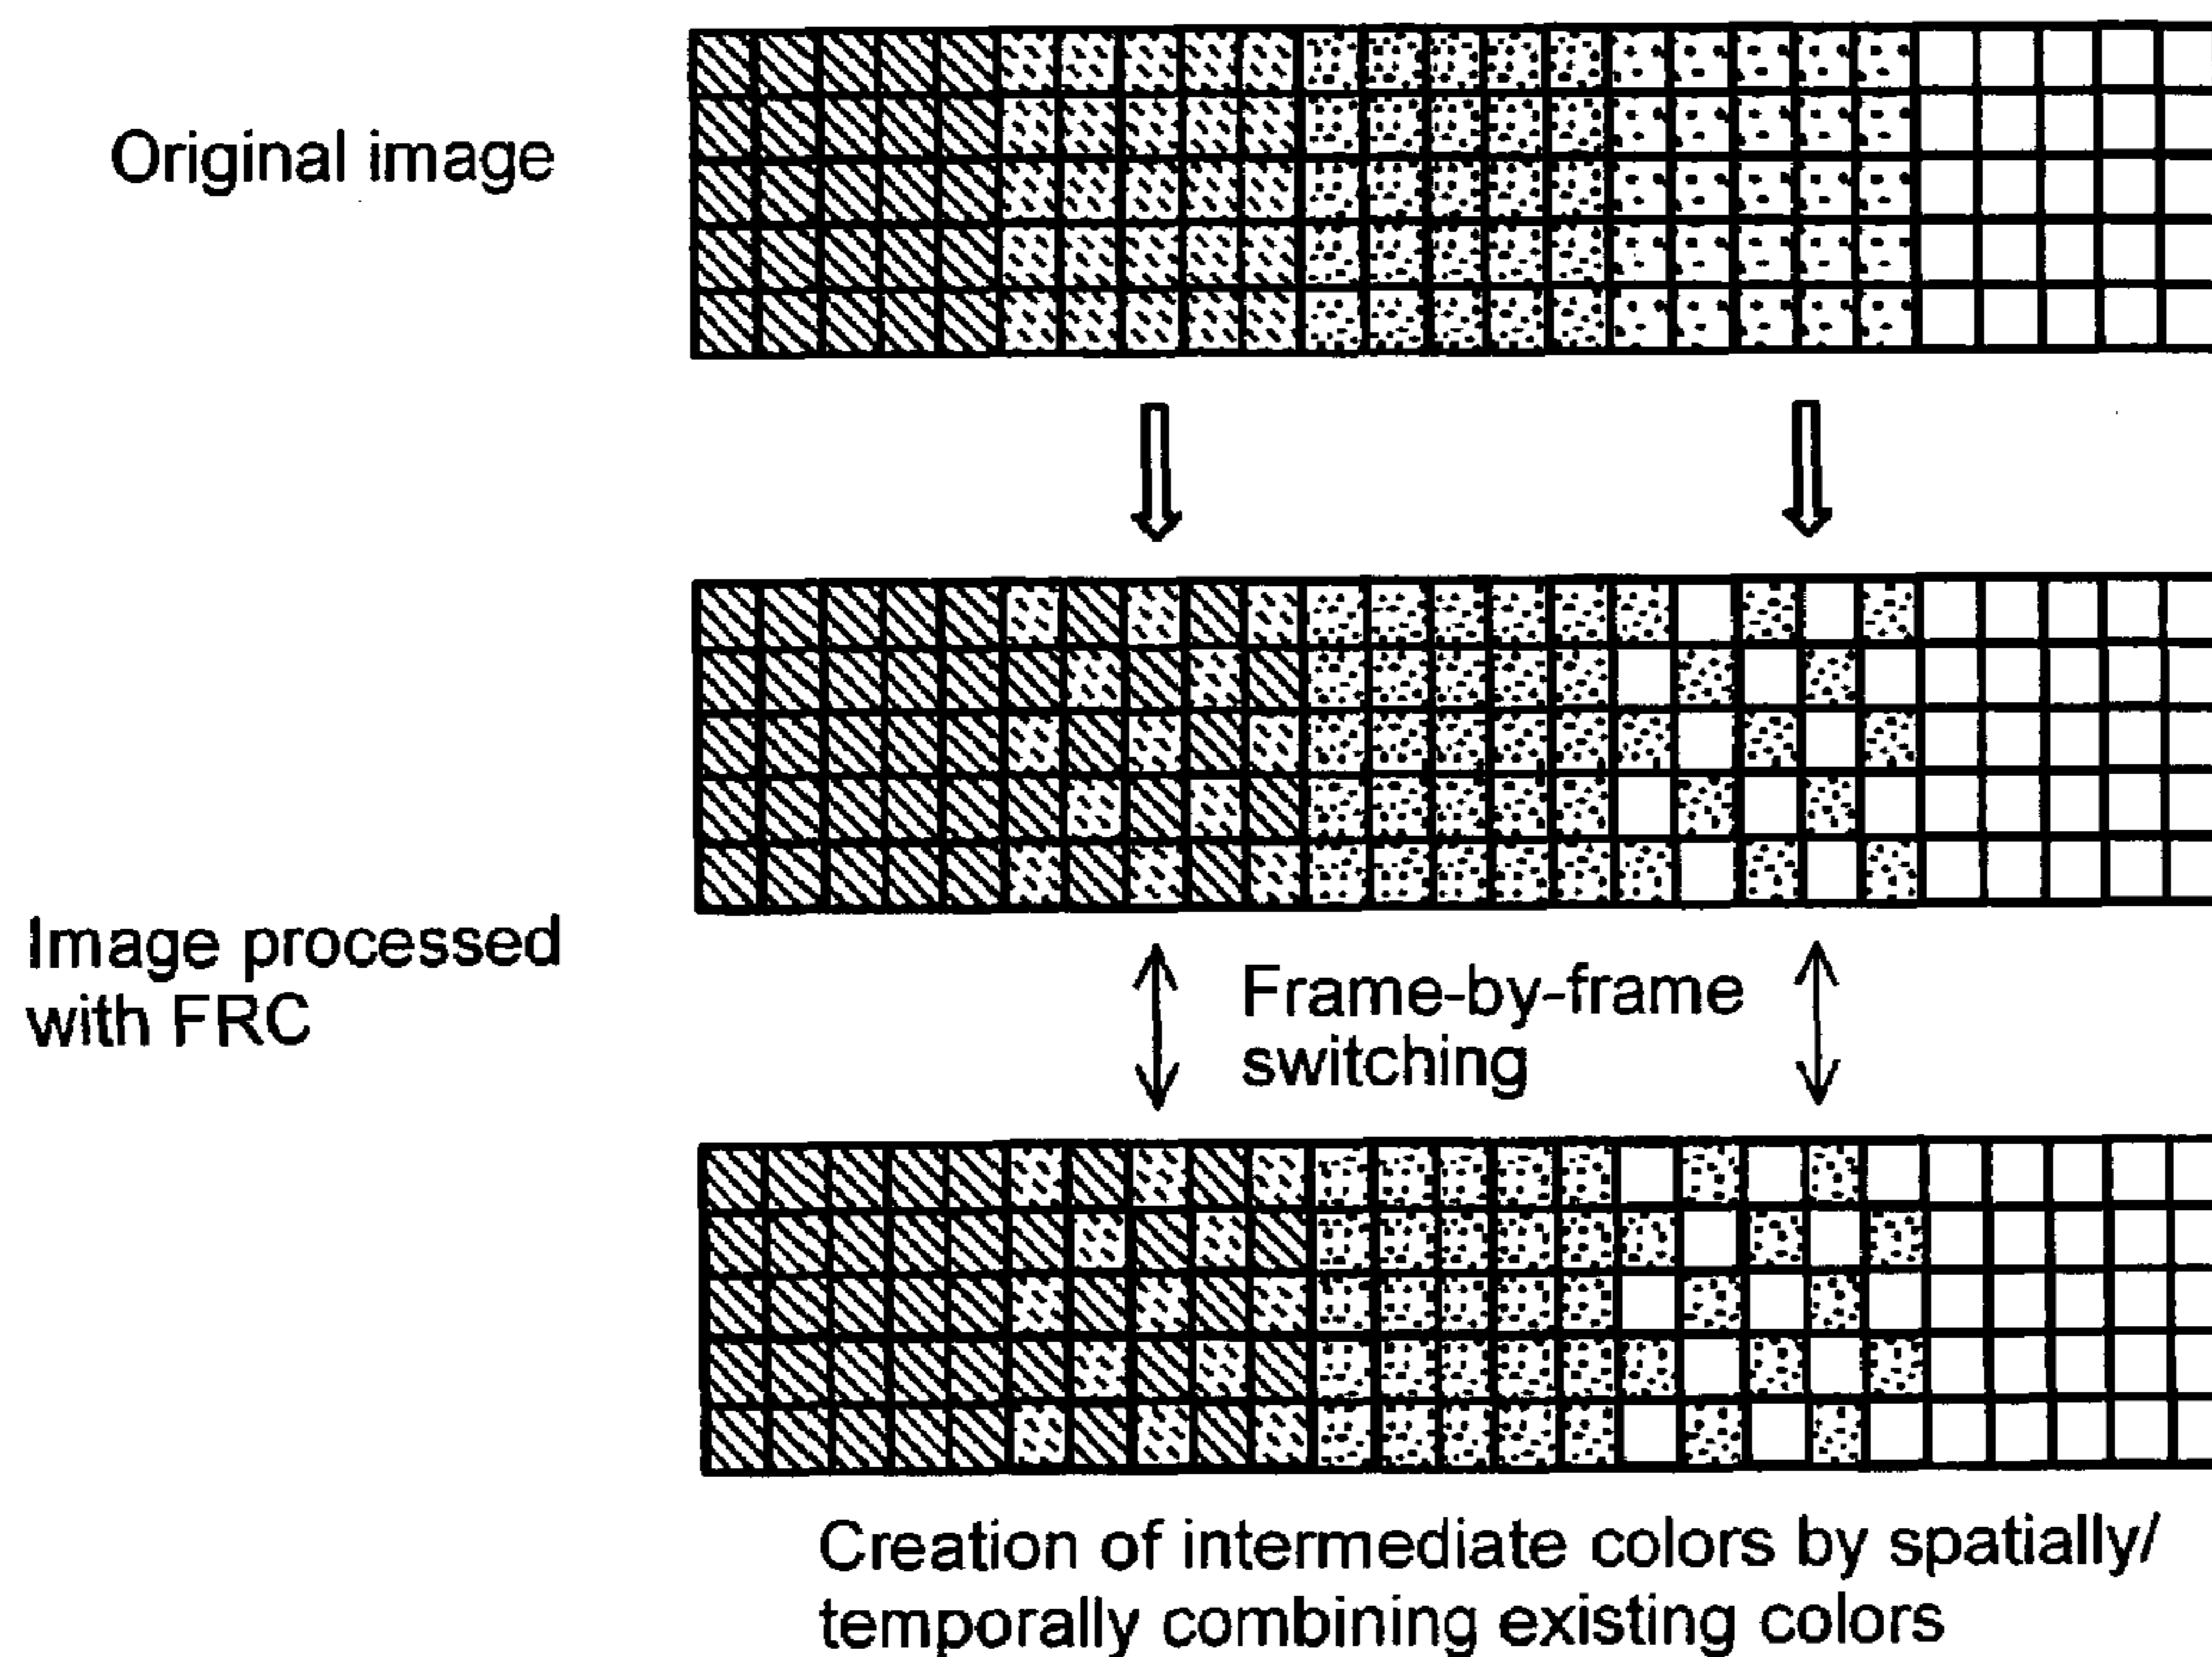 Original image
Image processed
with FRC
Frame-by-frame
switching
Creation of intermediate colors by spatially/
temporally combining existing colors